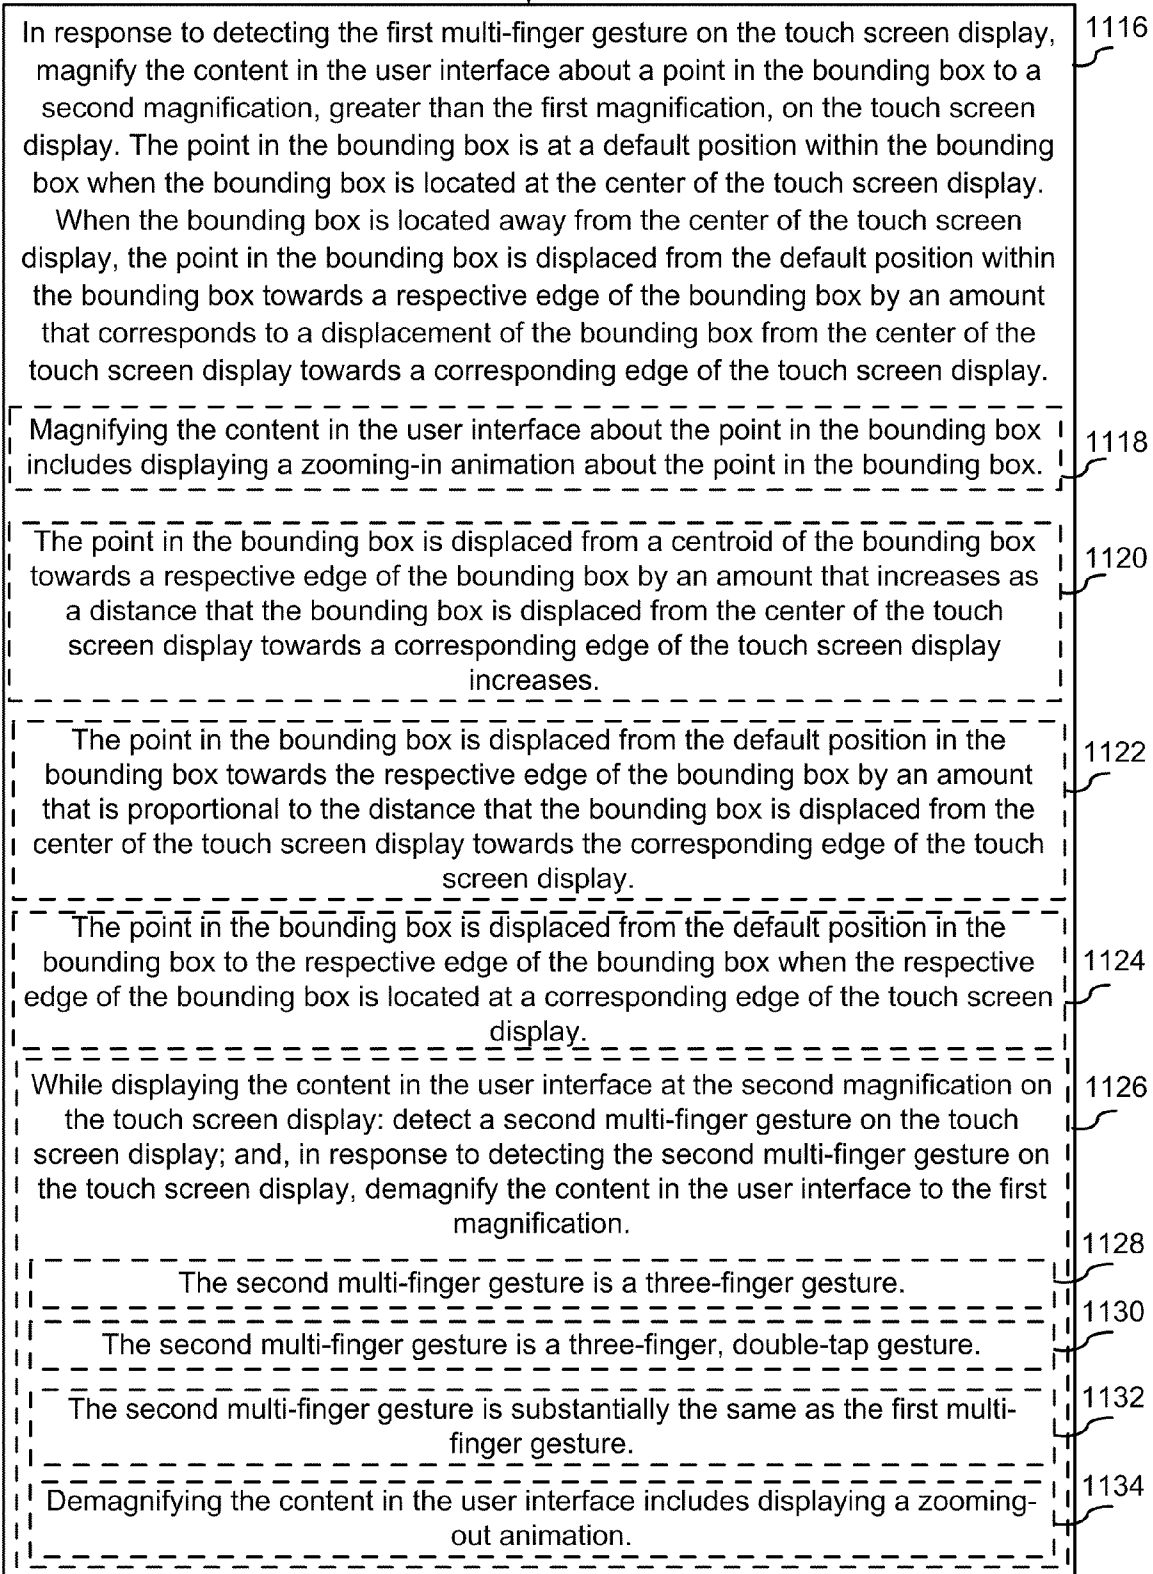 In response to detecting the first multi-finger gesture on the touch screen display,
magnify the content in the user interface about a point in the bounding box to a
second magnification, greater than the first magnification, on the touch screen
display. The point in the bounding box is at a default position within the bounding
box when the bounding box is located at the center of the touch screen display.
When the bounding box is located away from the center of the touch screen
display, the point in the bounding box is displaced from the default position within
the bounding box towards a respective edge of the bounding box by an amount
that corresponds to a displacement of the bounding box from the center of the
touch screen display towards a corresponding edge of the touch screen display.
1116
Magnifying the content in the user interface about the point in the bounding box
includes displaying a zooming-in animation about the point in the bounding box.
1118
The point in the bounding box is displaced from a centroid of the bounding box
towards a respective edge of the bounding box by an amount that increases as
a distance that the bounding box is displaced from the center of the touch
screen display towards a corresponding edge of the touch screen display
increases.
1120
The point in the bounding box is displaced from the default position in the
bounding box towards the respective edge of the bounding box by an amount
that is proportional to the distance that the bounding box is displaced from the
center of the touch screen display towards the corresponding edge of the touch
screen display.
1122
The point in the bounding box is displaced from the default position in the
bounding box to the respective edge of the bounding box when the respective
edge of the bounding box is located at a corresponding edge of the touch screen
display.
1124
While displaying the content in the user interface at the second magnification on
the touch screen display: detect a second multi-finger gesture on the touch
screen display; and, in response to detecting the second multi-finger gesture on
the touch screen display, demagnify the content in the user interface to the first
magnification.
1126
The second multi-finger gesture is a three-finger gesture.
1128
The second multi-finger gesture is a three-finger, double-tap gesture.
1130
The second multi-finger gesture is substantially the same as the first multi-
finger gesture.
1132
Demagnifying the content in the user interface includes displaying a zooming-
out animation.
1134